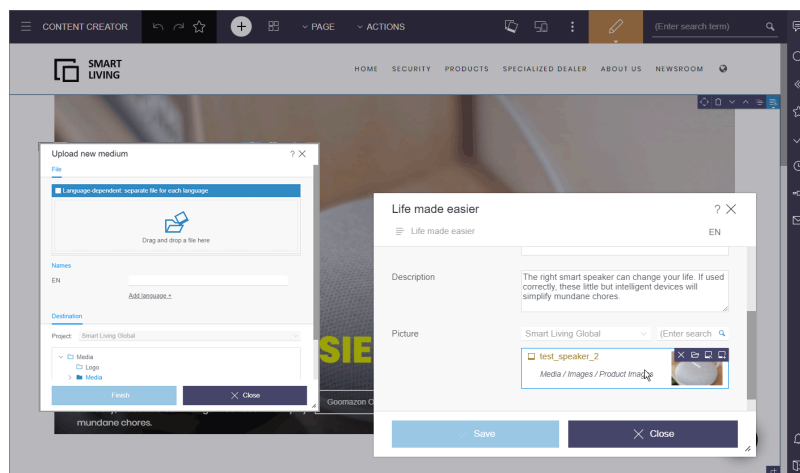 CONTENT CREATOR
PAGE
ACTIONS
(Enter search term)
SMART
LIVING
HOME
SECURITY
PRODUCTS
SPECIALIZED DEALER
ABOUT US
NEWSROOM
Upload new medium
?
File
Language-dependent: separate file for each language
Drag and drop a file here
Names
EN
Add language +
Destination
Project:
Smart Living Global
Media
Logo
Media
Finish
Close
SIE
Goomazon O
mundane chores.
Life made easier
?
Life made easier
EN
Description
The right smart speaker can change your life. If used
correctly, these little but intelligent devices will
simplify mundane chores.
Picture
Smart Living Global
(Enter search
test_speaker_2
Media / Images / Product Images
Save
Close